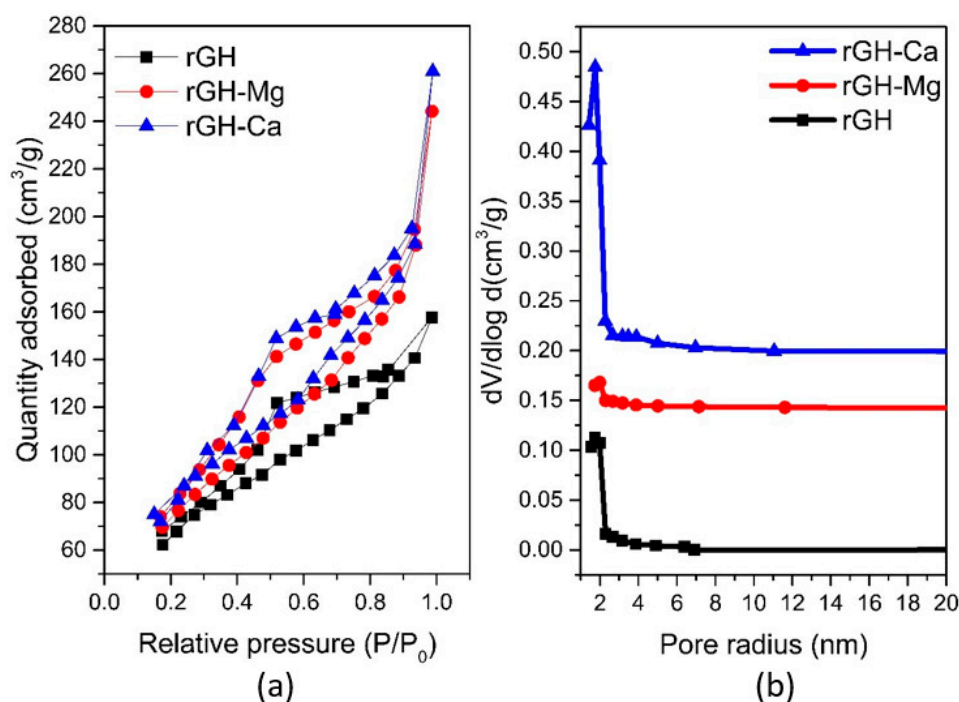 280
260
240
220
200
180
160
140
120
100
80
60
0.0 0.2 0.4 0.6 0.8 1.0
Quantity adsorbed (cm³/g)
Relative pressure (P/P₀)
rGH
rGH-Mg
rGH-Ca
(a)
0.50
0.45
0.40
0.35
0.30
0.25
0.20
0.15
0.10
0.05
0.00
2 4 6 8 10 12 14 16 18 20
dV/dlog d(cm³/g)
Pore radius (nm)
rGH-Ca
rGH-Mg
rGH
(b)